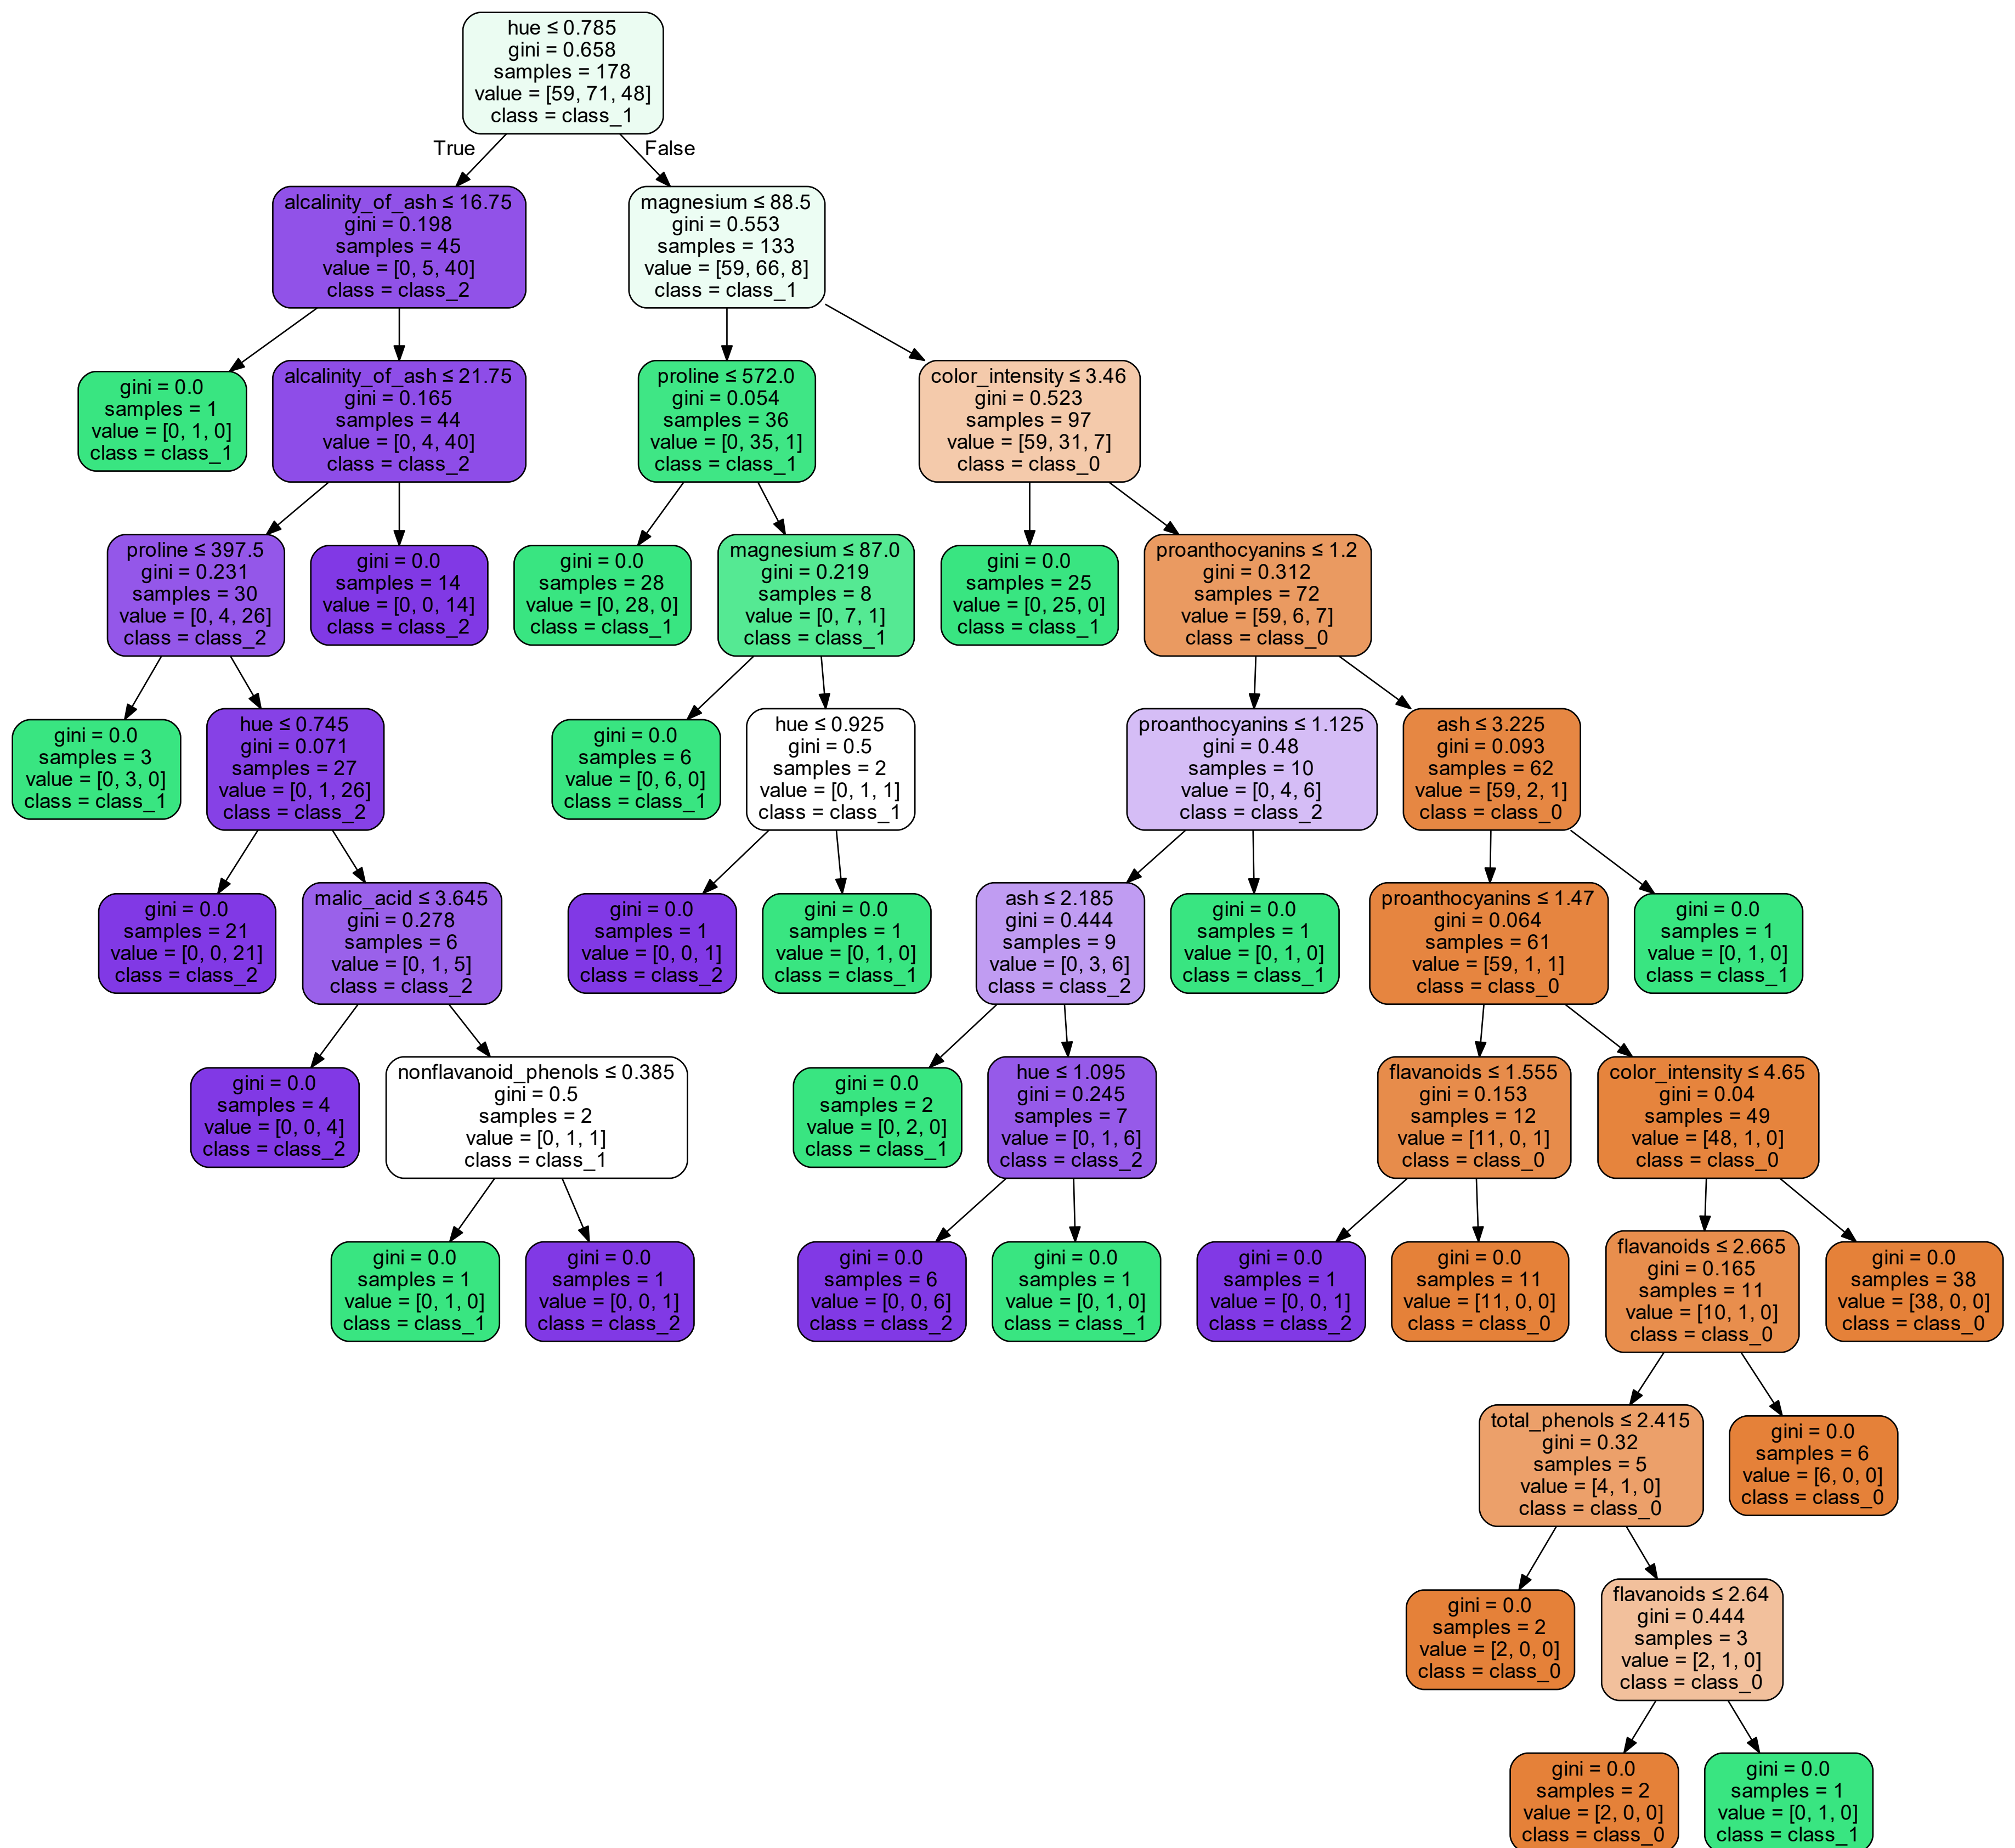 hue ≤ 0.785
gini = 0.658
samples = 178
value = [59, 71, 48]
class = class_1
True
False
alcalinity_of_ash ≤ 16.75
gini = 0.198
samples = 45
value = [0, 5, 40]
class = class_2
magnesium ≤ 88.5
gini = 0.553
samples = 133
value = [59, 66, 8]
class = class_1
gini = 0.0
samples = 1
value = [0, 1, 0]
class = class_1
alcalinity_of_ash ≤ 21.75
gini = 0.165
samples = 44
value = [0, 4, 40]
class = class_2
proline ≤ 572.0
gini = 0.054
samples = 36
value = [0, 35, 1]
class = class_1
color_intensity ≤ 3.46
gini = 0.523
samples = 97
value = [59, 31, 7]
class = class_0
proline ≤ 397.5
gini = 0.231
samples = 30
value = [0, 4, 26]
class = class_2
gini = 0.0
samples = 14
value = [0, 0, 14]
class = class_2
gini = 0.0
samples = 28
value = [0, 28, 0]
class = class_1
magnesium ≤ 87.0
gini = 0.219
samples = 8
value = [0, 7, 1]
class = class_1
gini = 0.0
samples = 25
value = [0, 25, 0]
class = class_1
proanthocyanins ≤ 1.2
gini = 0.312
samples = 72
value = [59, 6, 7]
class = class_0
gini = 0.0
samples = 3
value = [0, 3, 0]
class = class_1
hue ≤ 0.745
gini = 0.071
samples = 27
value = [0, 1, 26]
class = class_2
gini = 0.0
samples = 6
value = [0, 6, 0]
class = class_1
hue ≤ 0.925
gini = 0.5
samples = 2
value = [0, 1, 1]
class = class_1
proanthocyanins ≤ 1.125
gini = 0.48
samples = 10
value = [0, 4, 6]
class = class_2
ash ≤ 3.225
gini = 0.093
samples = 62
value = [59, 2, 1]
class = class_0
gini = 0.0
samples = 21
value = [0, 0, 21]
class = class_2
malic_acid ≤ 3.645
gini = 0.278
samples = 6
value = [0, 1, 5]
class = class_2
gini = 0.0
samples = 1
value = [0, 0, 1]
class = class_2
gini = 0.0
samples = 1
value = [0, 1, 0]
class = class_1
ash ≤ 2.185
gini = 0.444
samples = 9
value = [0, 3, 6]
class = class_2
gini = 0.0
samples = 1
value = [0, 1, 0]
class = class_1
proanthocyanins ≤ 1.47
gini = 0.064
samples = 61
value = [59, 1, 1]
class = class_0
gini = 0.0
samples = 1
value = [0, 1, 0]
class = class_1
gini = 0.0
samples = 4
value = [0, 0, 4]
class = class_2
nonflavanoid_phenols ≤ 0.385
gini = 0.5
samples = 2
value = [0, 1, 1]
class = class_1
gini = 0.0
samples = 2
value = [0, 2, 0]
class = class_1
hue ≤ 1.095
gini = 0.245
samples = 7
value = [0, 1, 6]
class = class_2
flavanoids ≤ 1.555
gini = 0.153
samples = 12
value = [11, 0, 1]
class = class_0
color_intensity ≤ 4.65
gini = 0.04
samples = 49
value = [48, 1, 0]
class = class_0
gini = 0.0
samples = 1
value = [0, 1, 0]
class = class_1
gini = 0.0
samples = 1
value = [0, 0, 1]
class = class_2
gini = 0.0
samples = 6
value = [0, 0, 6]
class = class_2
gini = 0.0
samples = 1
value = [0, 1, 0]
class = class_1
gini = 0.0
samples = 1
value = [0, 0, 1]
class = class_2
gini = 0.0
samples = 11
value = [11, 0, 0]
class = class_0
flavanoids ≤ 2.665
gini = 0.165
samples = 11
value = [10, 1, 0]
class = class_0
gini = 0.0
samples = 38
value = [38, 0, 0]
class = class_0
total_phenols ≤ 2.415
gini = 0.32
samples = 5
value = [4, 1, 0]
class = class_0
gini = 0.0
samples = 6
value = [6, 0, 0]
class = class_0
gini = 0.0
samples = 2
value = [2, 0, 0]
class = class_0
flavanoids ≤ 2.64
gini = 0.444
samples = 3
value = [2, 1, 0]
class = class_0
gini = 0.0
samples = 2
value = [2, 0, 0]
class = class_0
gini = 0.0
samples = 1
value = [0, 1, 0]
class = class_1